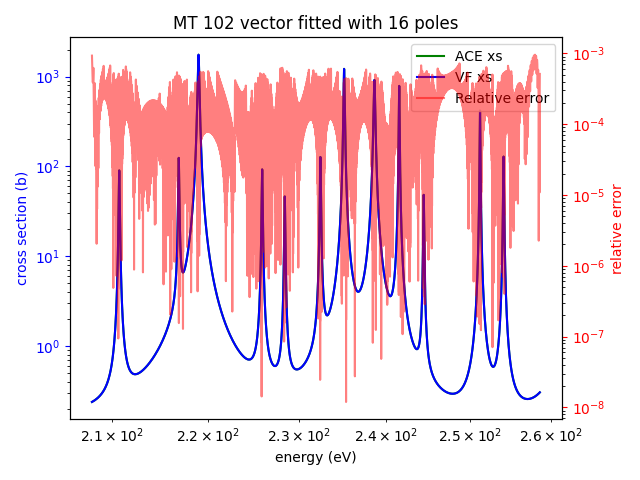 MT 102 vector fitted with 16 poles
ACE xs
VF xs
Relative error
10³
10²
10¹
10⁰
cross section (b)
10⁻³
10⁻⁴
10⁻⁵
10⁻⁶
10⁻⁷
10⁻⁸
relative error
2.1 × 10²
2.2 × 10²
2.3 × 10²
2.4 × 10²
2.5 × 10²
2.6 × 10²
energy (eV)